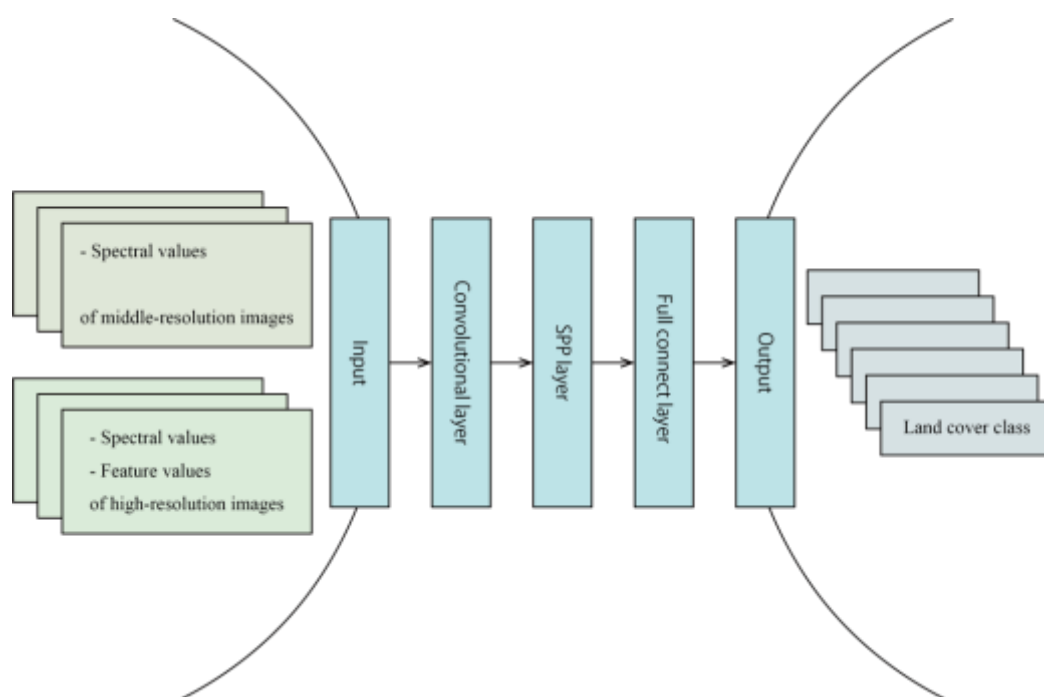 - Spectral values
of middle-resolution images
- Spectral values
- Feature values
of high-resolution images
Input
Convolutional layer
SPP layer
Full connect layer
Output
Land cover class